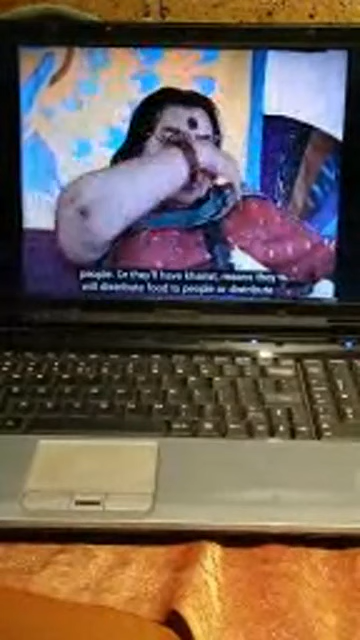 people. Or they'll have khairat, means they
will distribute food to people or distribute